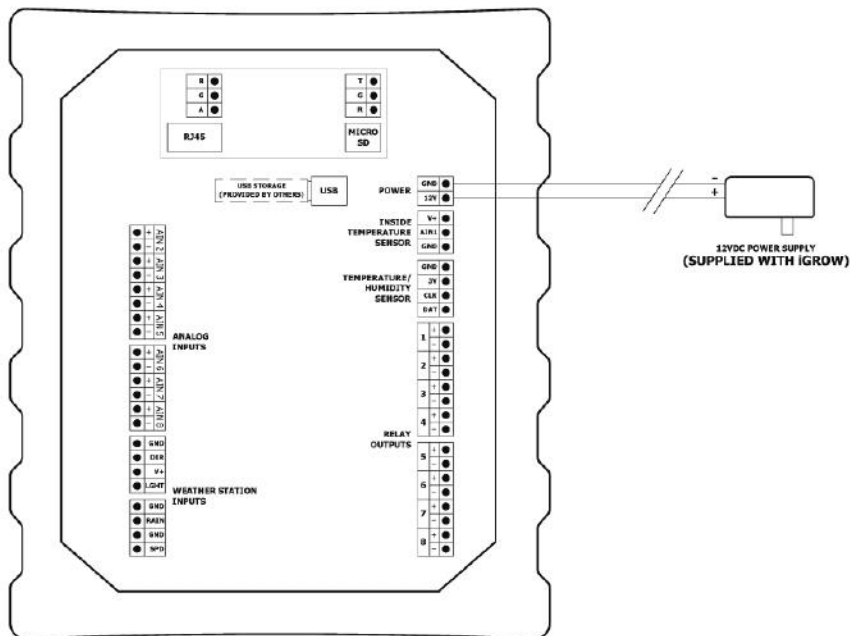 B
G
A
RJ45
T
G
R
MICRO
SD
USB STORAGE
(PROVIDED BY OTHERS)
USB
POWER
GND
12V
-
+
12VDC POWER SUPPLY
(SUPPLIED WITH iGROW)
INSIDE
TEMPERATURE
SENSOR
V+
AIN1
GND
TEMPERATURE/
HUMIDITY
SENSOR
GND
3V
CLK
DAT
+
-
AIN 2
+
-
AIN 3
+
-
AIN 4
+
-
AIN 5
ANALOG
INPUTS
+
-
AIN 6
+
-
AIN 7
+
-
AIN 8
GND
DIR
V+
LGHT
WEATHER STATION
INPUTS
GND
RAIN
GND
SPD
1 + -
2 + -
3 + -
4 + -
RELAY
OUTPUTS
5 + -
6 + -
7 + -
8 + -